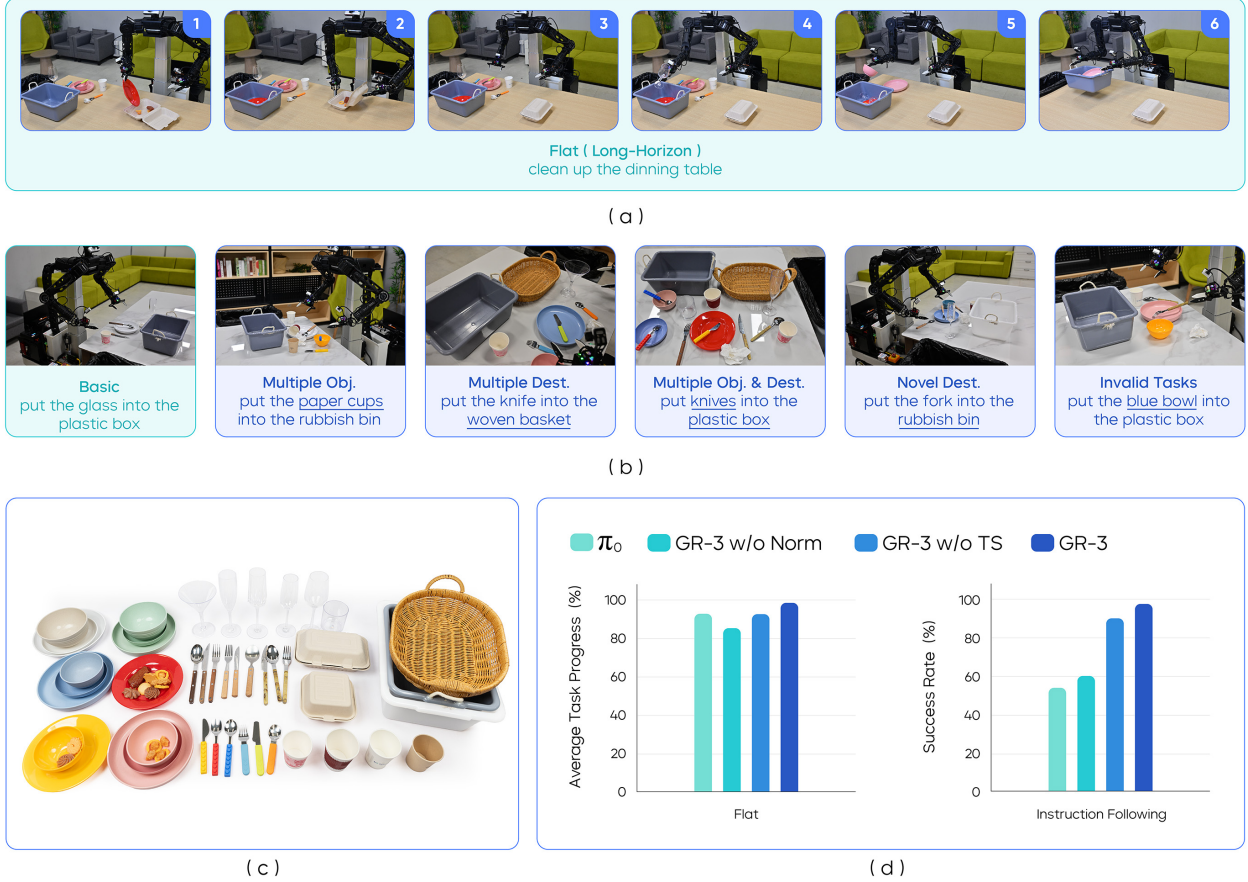 1
2
3
4
5
6
Flat ( Long-Horizon )
clean up the dinning table
( a )
Basic
put the glass into the
plastic box
Multiple Obj.
put the paper cups
into the rubbish bin
Multiple Dest.
put the knife into the
woven basket
Multiple Obj. & Dest.
put knives into the
plastic box
Novel Dest.
put the fork into the
rubbish bin
Invalid Tasks
put the blue bowl into
the plastic box
( b )
( c )
π0
GR-3 w/o Norm
GR-3 w/o TS
GR-3
Average Task Progress (%)
100
80
60
40
20
0
Flat
Success Rate (%)
100
80
60
40
20
0
Instruction Following
( d )